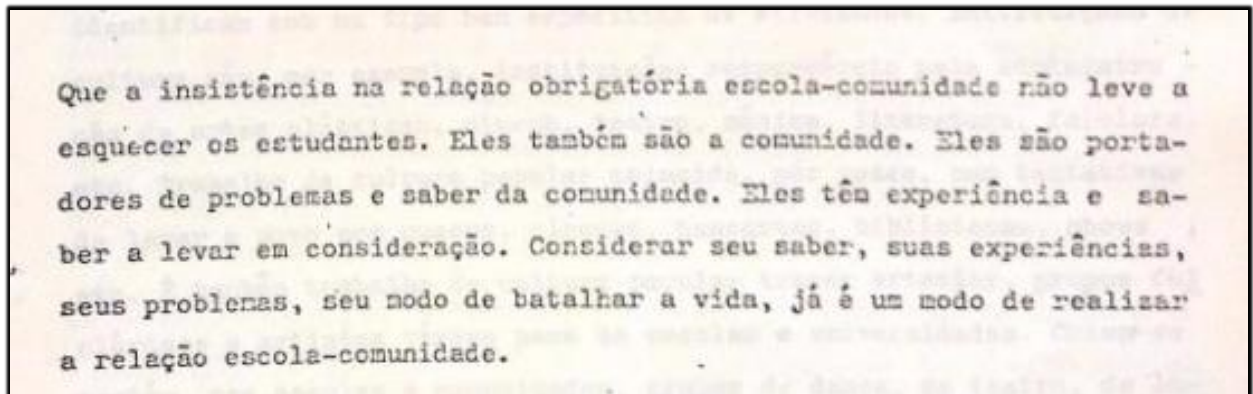 Que a insistência na relação obrigatória escola-comunidade não leve a
esquecer os estudantes. Eles também são a comunidade. Eles são porta-
dores de problemas e saber da comunidade. Eles têm experiência e sa-
ber a levar em consideração. Considerar seu saber, suas experiências,
seus problemas, seu modo de batalhar a vida, já é um modo de realizar
a relação escola-comunidade.